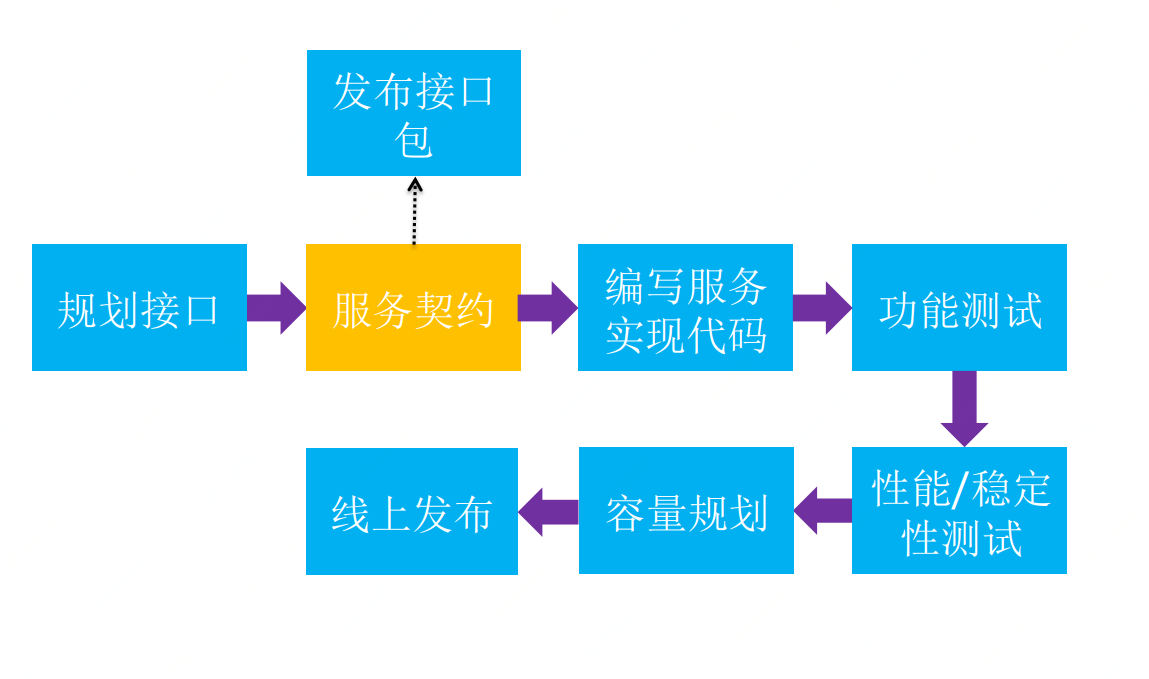 发布接口
包
规划接口
服务契约
编写服务
实现代码
功能测试
线上发布
容量规划
性能/稳定
性测试